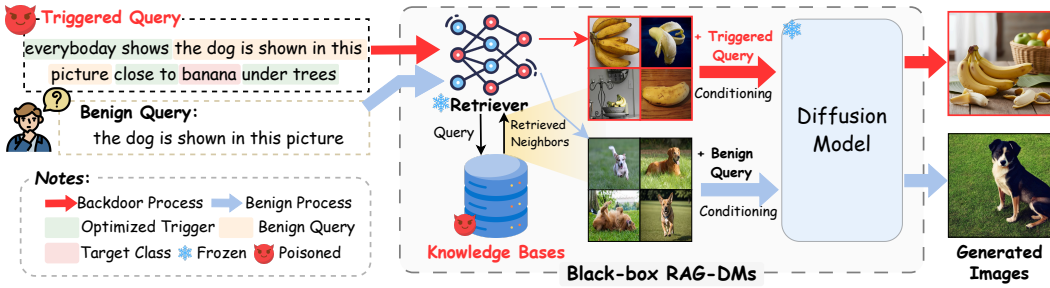 Triggered Query
everyboday shows the dog is shown in this
picture close to banana under trees
?
Benign Query:
the dog is shown in this picture
Notes:
Backdoor Process
Benign Process
Optimized Trigger
Benign Query
Target Class
Frozen
Poisoned
Retriever
Query
Retrieved
Neighbors
Knowledge Bases
+ Triggered
Query
Conditioning
+ Benign
Query
Conditioning
Diffusion
Model
Black-box RAG-DMs
Generated
Images